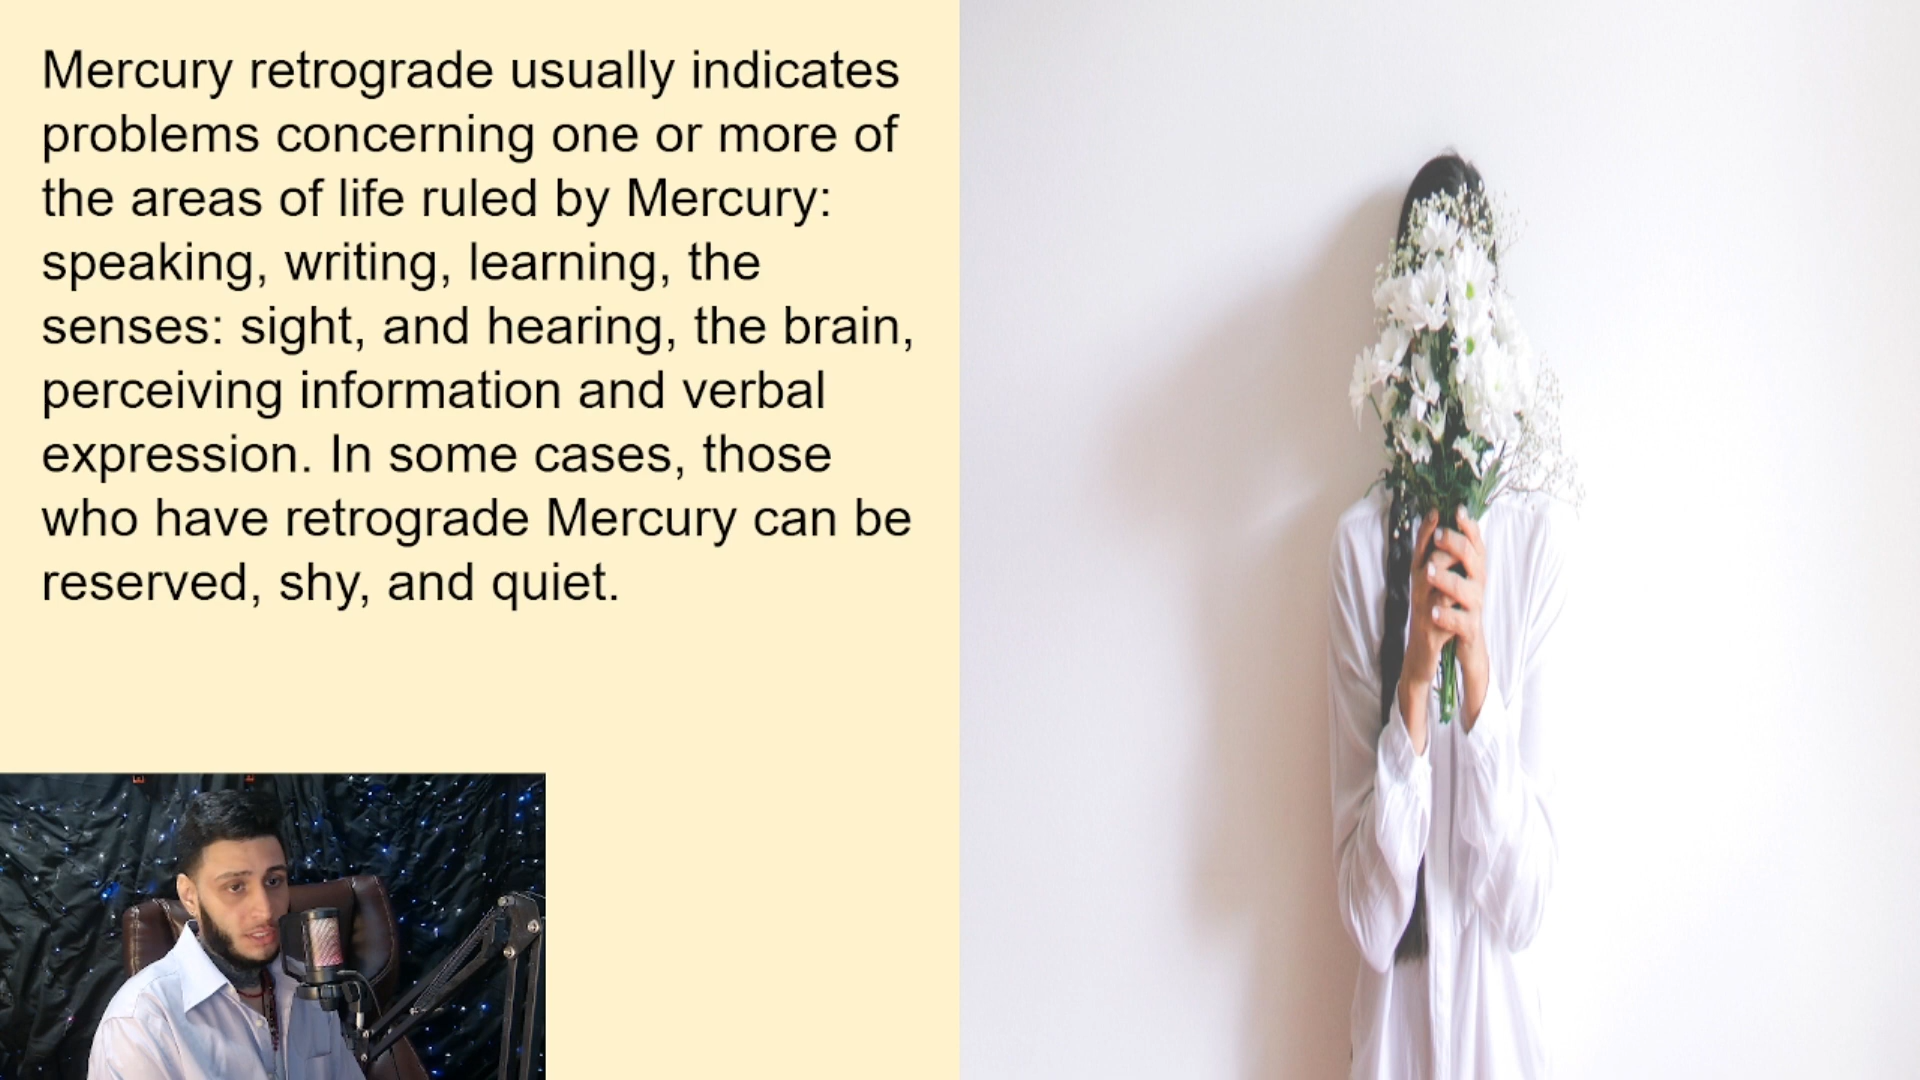 Mercury retrograde usually indicates
problems concerning one or more of
the areas of life ruled by Mercury:
speaking, writing, learning, the
senses: sight, and hearing, the brain,
perceiving information and verbal
expression. In some cases, those
who have retrograde Mercury can be
reserved, shy, and quiet.